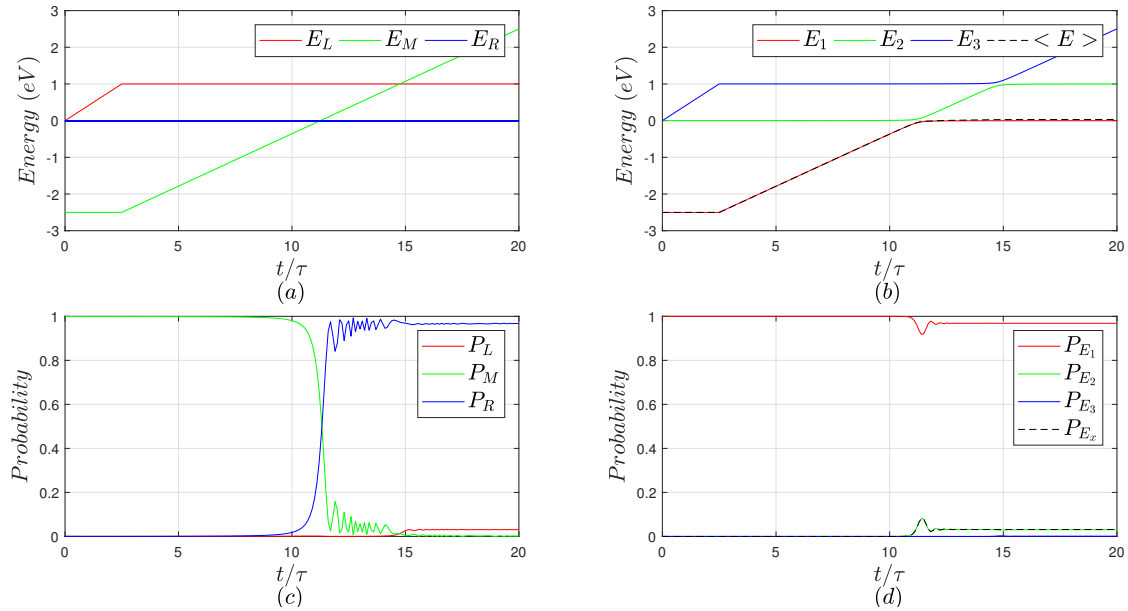 3
2
1
0
-1
-2
-3
Energy (eV)
E_L E_M E_R
0 5 10 15 20
t/τ
(a)
3
2
1
0
-1
-2
-3
Energy (eV)
E_1 E_2 E_3 < E >
0 5 10 15 20
t/τ
(b)
1
0.8
0.6
0.4
0.2
0
Probability
P_L
P_M
P_R
0 5 10 15 20
t/τ
(c)
1
0.8
0.6
0.4
0.2
0
Probability
P_{E_1}
P_{E_2}
P_{E_3}
P_{E_x}
0 5 10 15 20
t/τ
(d)